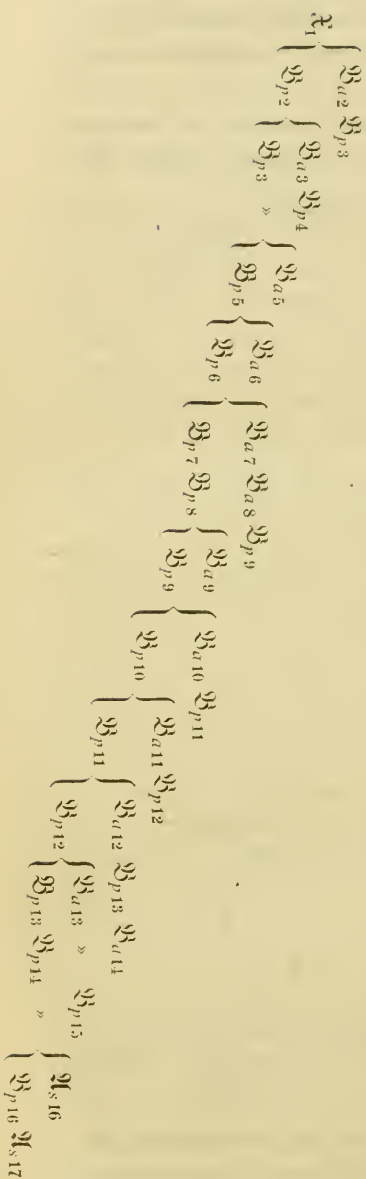 𝔛₁ { 𝔅a2 𝔅p3
𝔅p2 { 𝔅a3 𝔅p4
𝔅p3 » { 𝔅a5
𝔅p5 { 𝔅a6
𝔅p6 { 𝔅a7 𝔅a8 𝔅p9
𝔅p7 𝔅p8 { 𝔅a9
𝔅p9 { 𝔅a10 𝔅p11
𝔅p10 { 𝔅a11 𝔅p12
𝔅p11 { 𝔅a12 𝔅p13 𝔅a14
𝔅p12 { 𝔅a13 » 𝔅p15
𝔅p13 𝔅p14 » { 𝔄s16
𝔅p16 𝔄s17